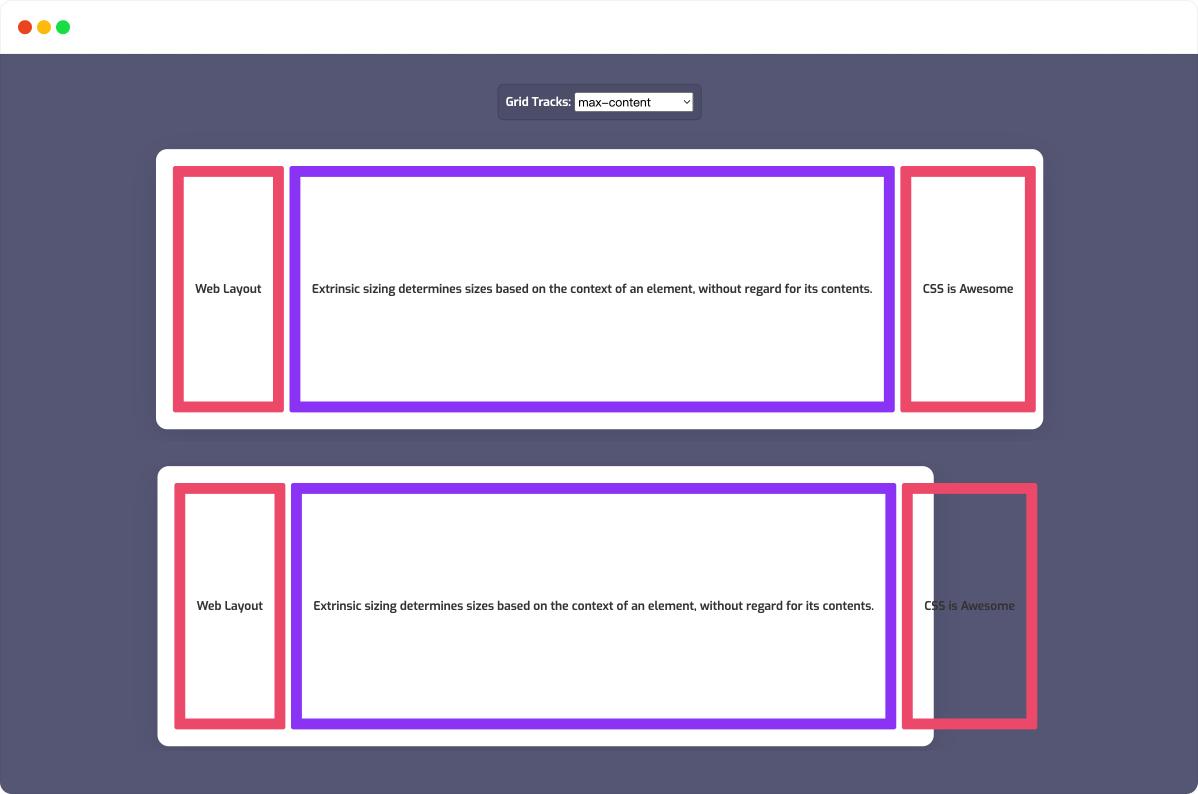 Grid Tracks: max-content
Web Layout
Extrinsic sizing determines sizes based on the context of an element, without regard for its contents.
CSS is Awesome
Web Layout
Extrinsic sizing determines sizes based on the context of an element, without regard for its contents.
CSS is Awesome